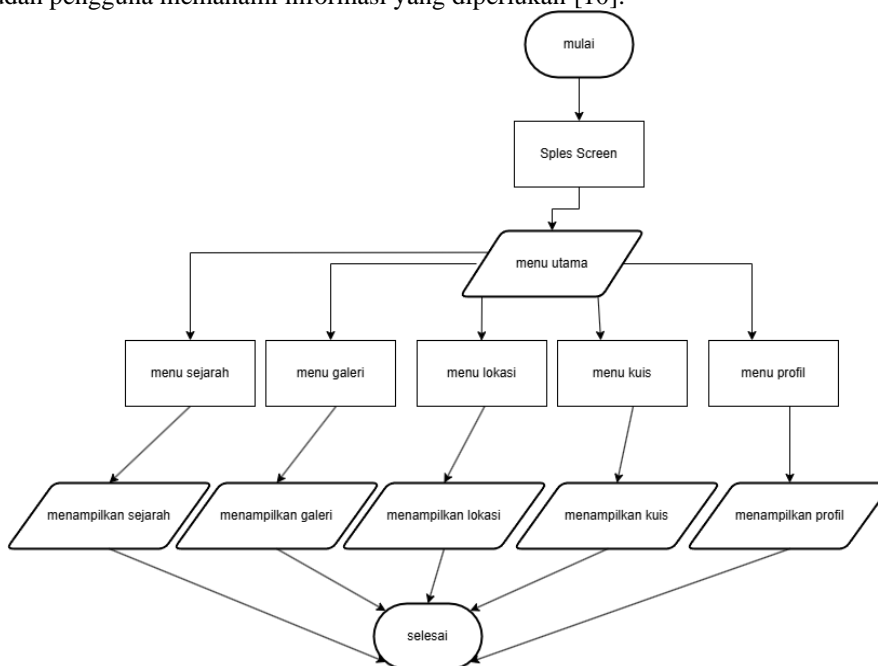 pengguna memahami informasi yang diperlukan [10].
mulai
Sples Screen
menu utama
menu sejarah
menu galeri
menu lokasi
menu kuis
menu profil
menampilkan sejarah
menampilkan galeri
menampilkan lokasi
menampilkan kuis
menampilkan profil
selesai